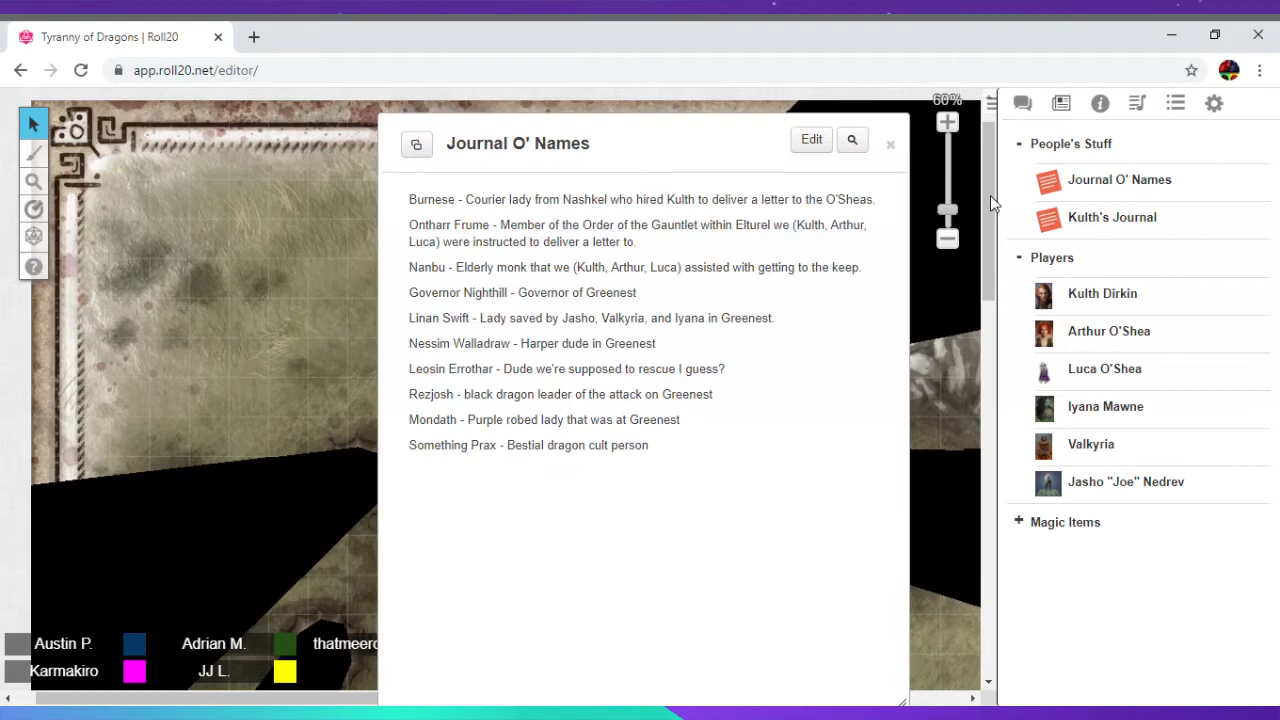 Tyranny of Dragons | Roll20
app.roll20.net/editor/
60%
Journal O' Names
Edit
Burnese - Courier lady from Nashkel who hired Kulth to deliver a letter to the O'Sheas.
Ontharr Frume - Member of the Order of the Gauntlet within Elturel we (Kulth, Arthur,
Luca) were instructed to deliver a letter to.
Nanbu - Elderly monk that we (Kulth, Arthur, Luca) assisted with getting to the keep.
Governor Nighthill - Governor of Greenest
Linan Swift - Lady saved by Jasho, Valkyria, and Iyana in Greenest.
Nessim Walladraw - Harper dude in Greenest
Leosin Errothar - Dude we're supposed to rescue I guess?
Rezjosh - black dragon leader of the attack on Greenest
Mondath - Purple robed lady that was at Greenest
Something Prax - Bestial dragon cult person
People's Stuff
Journal O' Names
Kulth's Journal
Players
Kulth Dirkin
Arthur O'Shea
Luca O'Shea
Iyana Mawne
Valkyria
Jasho "Joe" Nedrev
Magic Items
Austin P.
Adrian M.
Karmakiro
JJ L.